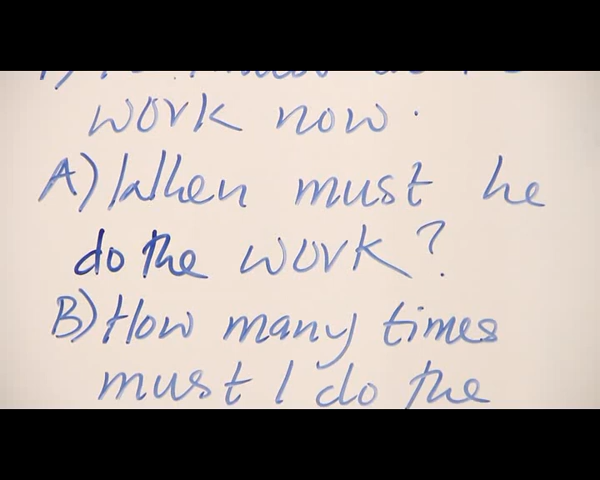 work now.
A) When must he
do the work?
B) How many times
must I do the